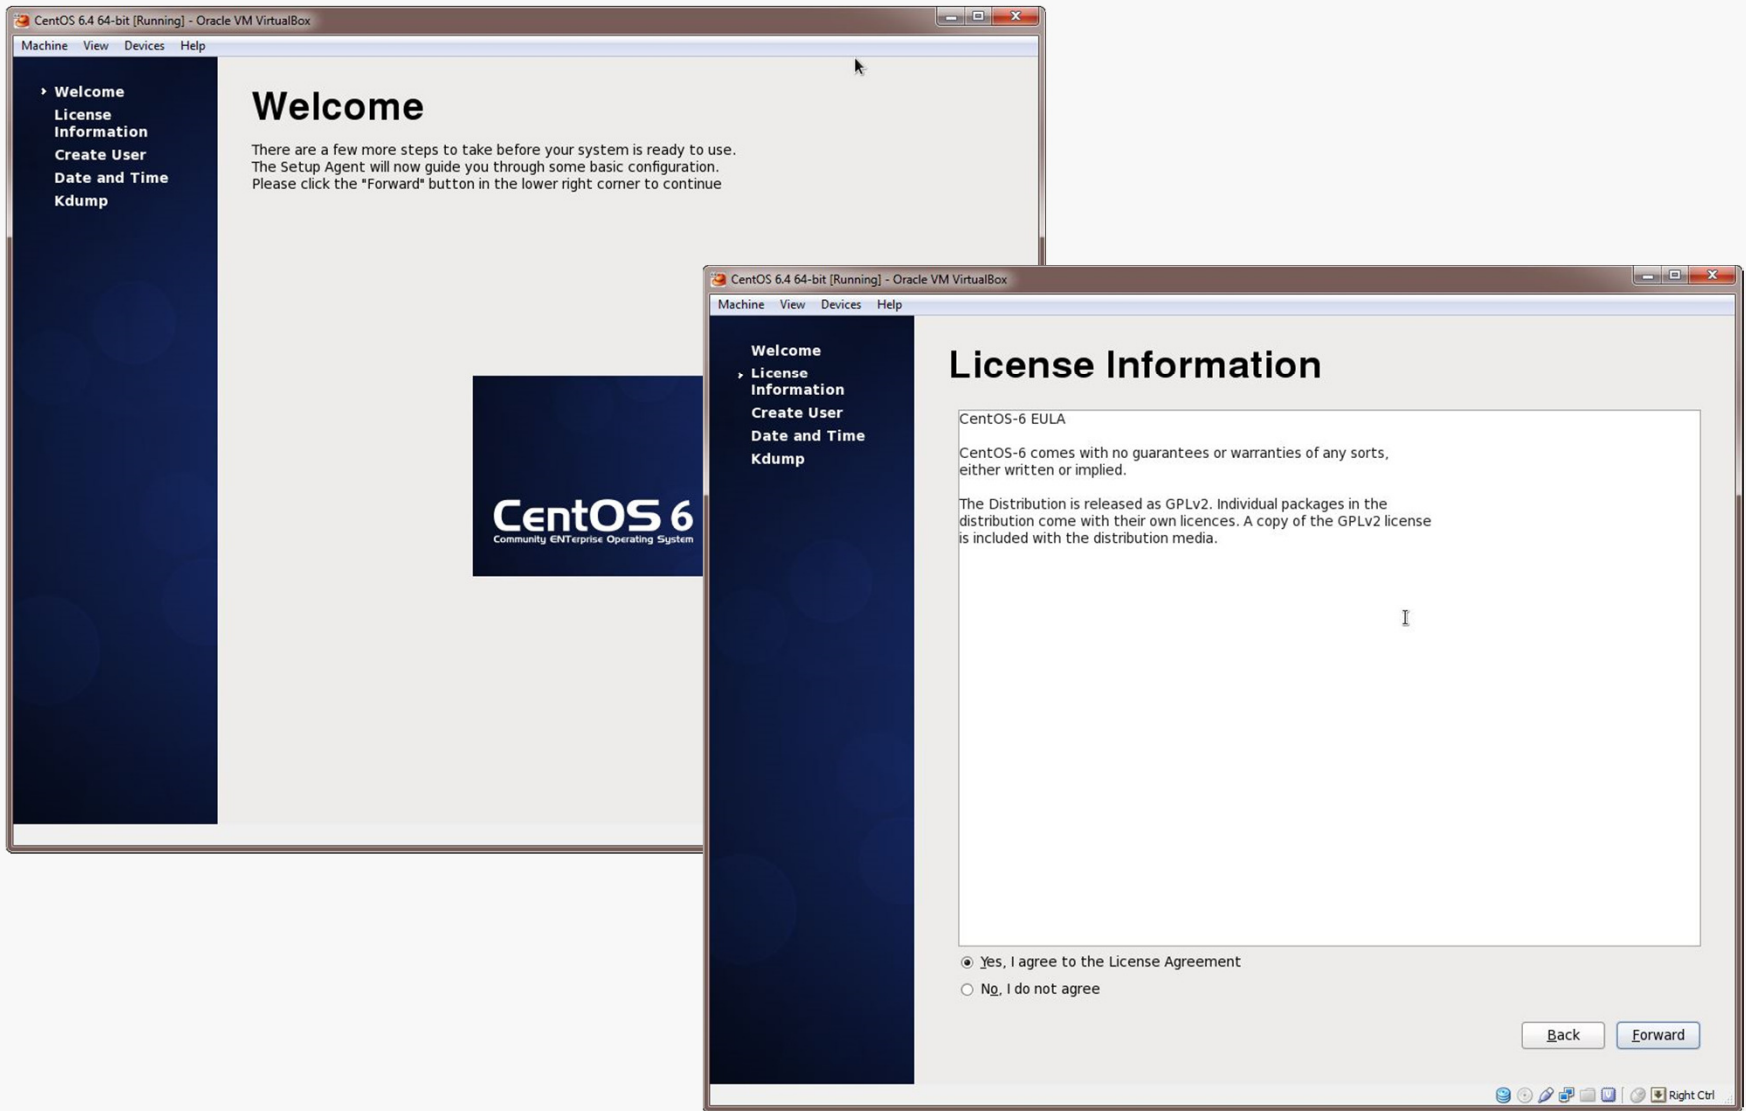 CentOS 6.4 64-bit [Running] - Oracle VM VirtualBox
Machine View Devices Help
Welcome
License
Information
Create User
Date and Time
Kdump
Welcome
There are a few more steps to take before your system is ready to use.
The Setup Agent will now guide you through some basic configuration.
Please click the "Forward" button in the lower right corner to continue
CentOS 6
Community ENTerprise Operating System
CentOS 6.4 64-bit [Running] - Oracle VM VirtualBox
Machine View Devices Help
Welcome
License
Information
Create User
Date and Time
Kdump
License Information
CentOS-6 EULA
CentOS-6 comes with no guarantees or warranties of any sorts,
either written or implied.
The Distribution is released as GPLv2. Individual packages in the
distribution come with their own licences. A copy of the GPLv2 license
is included with the distribution media.
Yes, I agree to the License Agreement
No, I do not agree
Back Forward
Right Ctrl